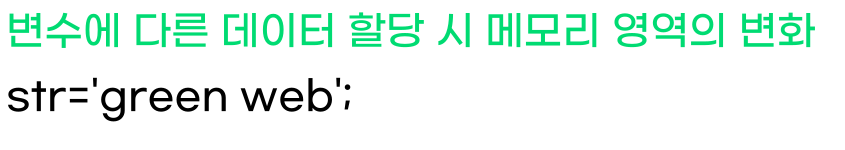 변수에 다른 데이터 할당 시 메모리 영역의 변화
str='green web';